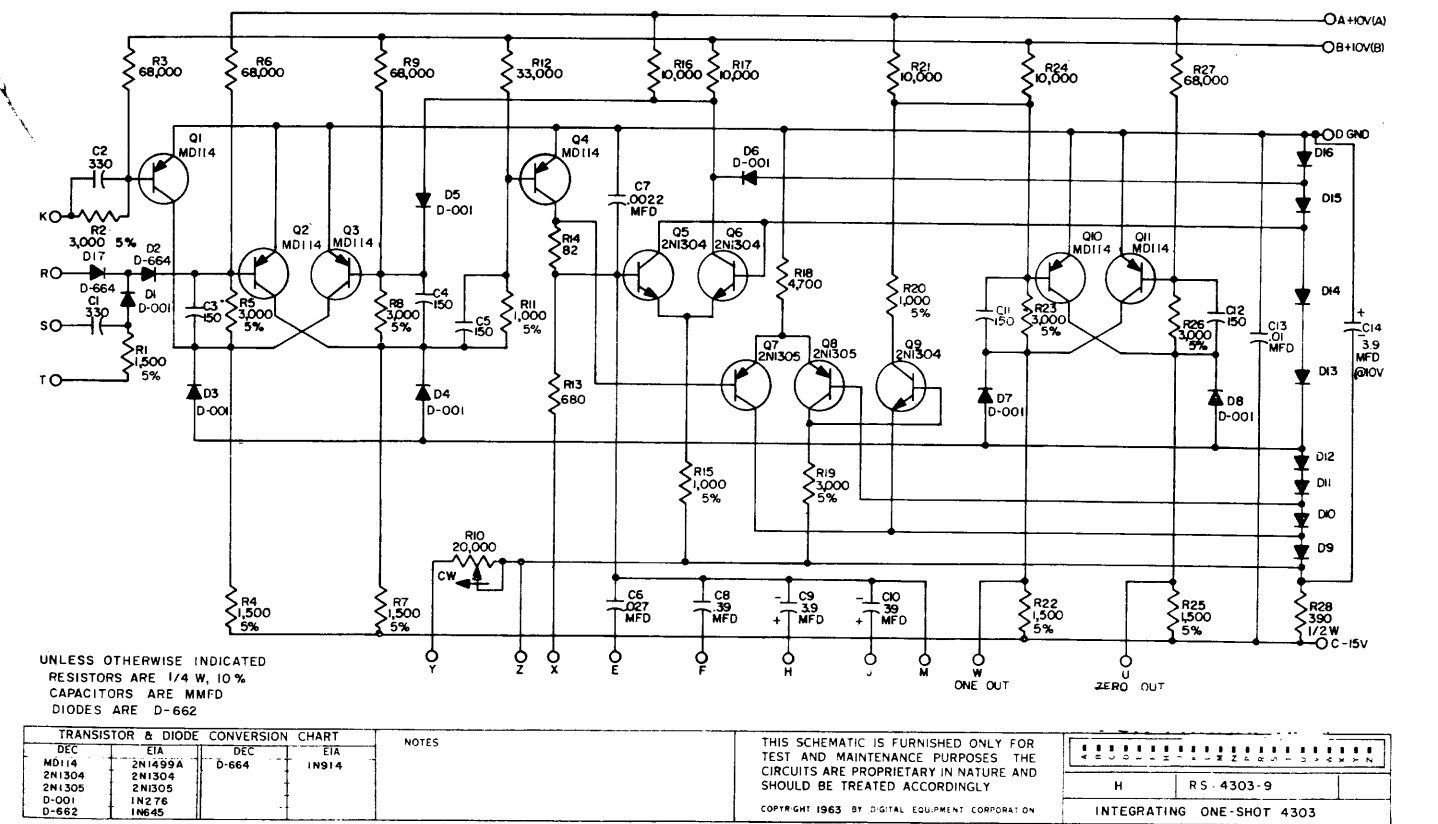 A+10V(A)
B+10V(B)
R3
68,000
R6
68,000
R9
68,000
R12
33,000
R16
10,000
R17
10,000
R21
10,000
R24
10,000
R27
68,000
D GND
C2
330
Q1
MD114
Q4
MD114
D6
D-001
D16
D15
K
R2
3,000 5%
D5
D-001
C7
.0022
MFD
R14
82
Q2
MD114
Q3
MD114
Q5
2N1304
Q6
2N1304
Q10
MD114
Q11
MD114
D17
D-664
D2
D-664
R
C1
330
D1
D-001
S
C3
150
R5
3,000
5%
R8
3,000
5%
C4
150
C5
150
R11
1,000
5%
R18
4,700
R20
1,000
5%
C11
150
R23
3,000
5%
R26
3,000
5%
C12
150
C13
.01
MFD
D14
+
C14
-
3.9
MFD
@10V
R1
1,500
5%
T
Q7
2N1305
Q8
2N1305
Q9
2N1304
D3
D-001
D4
D-001
R13
680
D7
D-001
D8
D-001
D13
R15
1,000
5%
R19
3,000
5%
D12
D11
D10
D9
R10
20,000
CW
R4
1,500
5%
R7
1,500
5%
C6
.027
MFD
C8
.39
MFD
-
C9
3.9
+ MFD
-
C10
39
+ MFD
R22
1,500
5%
R25
1,500
5%
R28
390
1/2 W
C-15V
Y
Z
X
E
F
H
J
M
W
ONE OUT
U
ZERO OUT
UNLESS OTHERWISE INDICATED
RESISTORS ARE 1/4 W, 10%
CAPACITORS ARE MMFD
DIODES ARE D-662
TRANSISTOR & DIODE CONVERSION CHART
DEC EIA DEC EIA
MD114 2N1499A D-664 1N914
2N1304 2N1304
2N1305 2N1305
D-001 1N276
D-662 1N645
NOTES
THIS SCHEMATIC IS FURNISHED ONLY FOR
TEST AND MAINTENANCE PURPOSES THE
CIRCUITS ARE PROPRIETARY IN NATURE AND
SHOULD BE TREATED ACCORDINGLY
COPYRIGHT 1963 BY DIGITAL EQUIPMENT CORPORATION
H RS-4303-9
INTEGRATING ONE-SHOT 4303